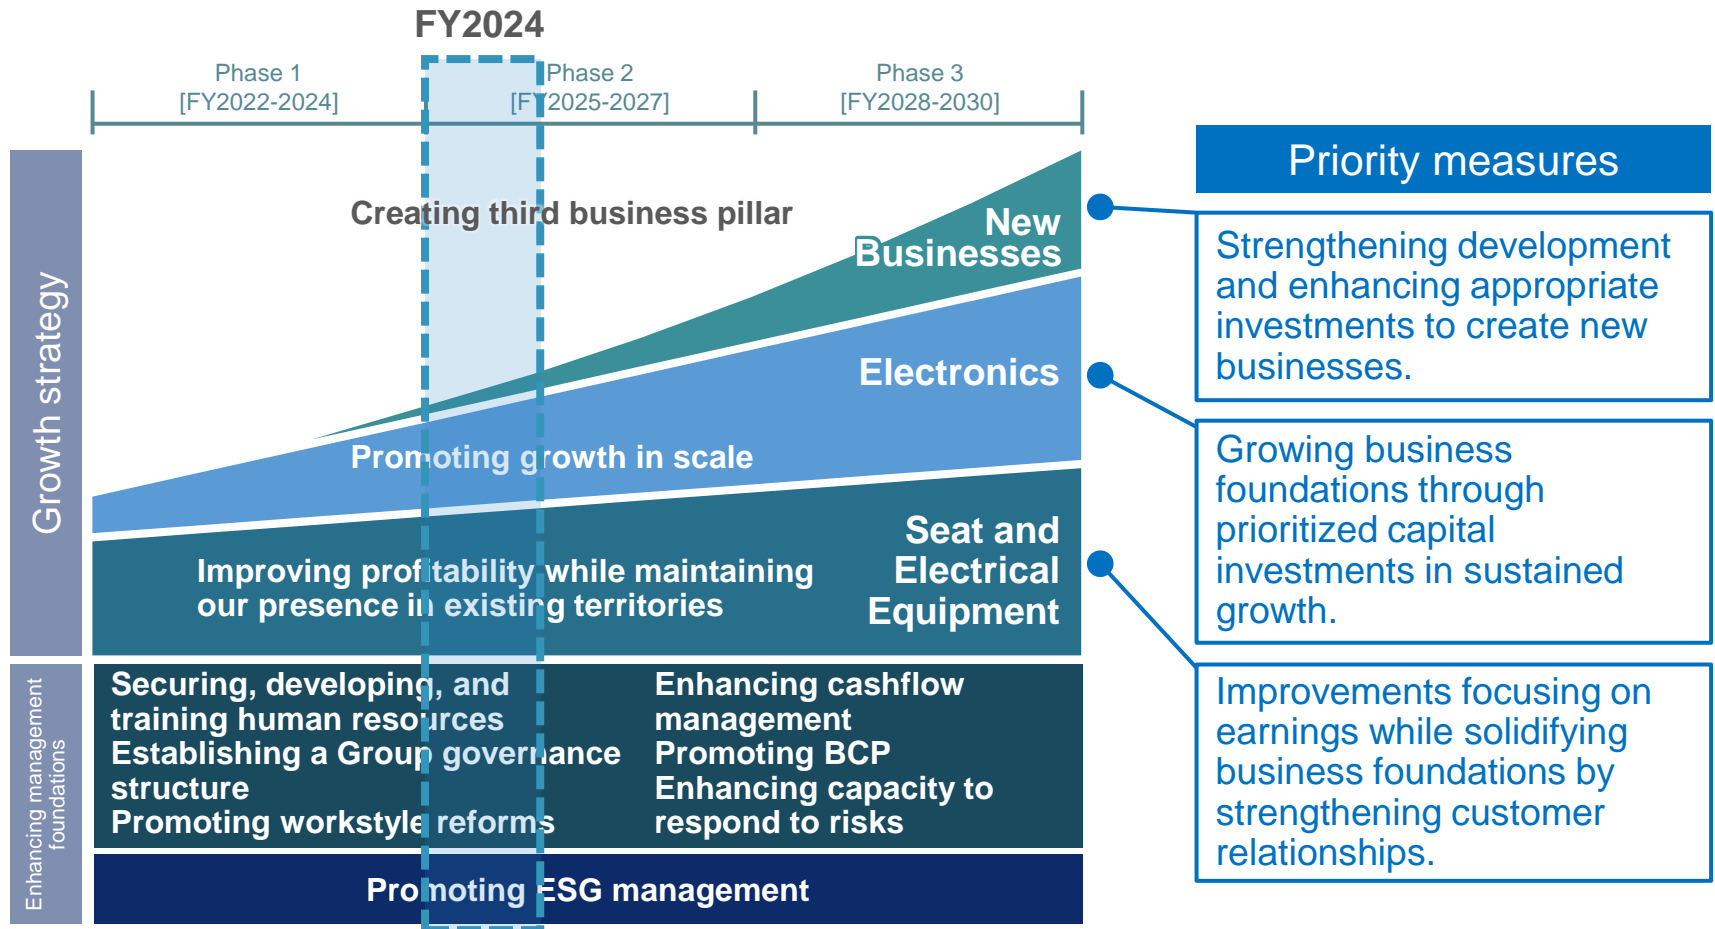 FY2024
Phase 1
[FY2022-2024]
Phase 2
[FY2025-2027]
Phase 3
[FY2028-2030]
Growth strategy
Creating third business pillar
New
Businesses
Electronics
Promoting growth in scale
Seat and
Electrical
Equipment
Improving profitability while maintaining
our presence in existing territories
Enhancing management
foundations
Securing, developing, and
training human resources
Establishing a Group governance
structure
Promoting workstyle reforms
Enhancing cashflow
management
Promoting BCP
Enhancing capacity to
respond to risks
Promoting ESG management
Priority measures
Strengthening development
and enhancing appropriate
investments to create new
businesses.
Growing business
foundations through
prioritized capital
investments in sustained
growth.
Improvements focusing on
earnings while solidifying
business foundations by
strengthening customer
relationships.